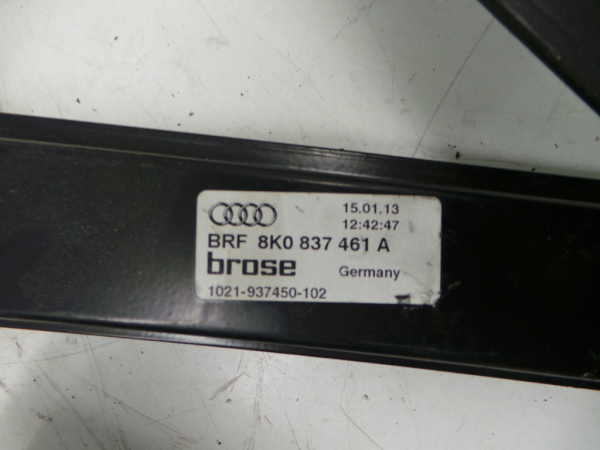 15.01.13
12:42:47
BRF 8K0 837 461 A
brose Germany
1021-937450-102